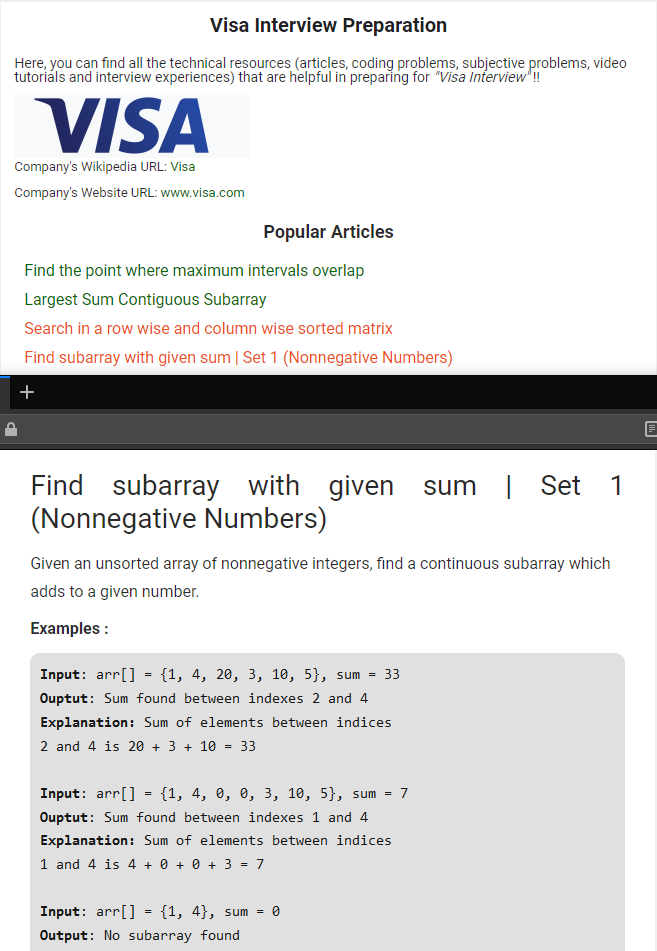 Visa Interview Preparation
Here, you can find all the technical resources (articles, coding problems, subjective problems, video
tutorials and interview experiences) that are helpful in preparing for "Visa Interview" !!
VISA
Company's Wikipedia URL: Visa
Company's Website URL: www.visa.com
Popular Articles
Find the point where maximum intervals overlap
Largest Sum Contiguous Subarray
Search in a row wise and column wise sorted matrix
Find subarray with given sum | Set 1 (Nonnegative Numbers)
+
Find subarray with given sum | Set 1
(Nonnegative Numbers)
Given an unsorted array of nonnegative integers, find a continuous subarray which
adds to a given number.
Examples :
Input: arr[] = {1, 4, 20, 3, 10, 5}, sum = 33
Ouptut: Sum found between indexes 2 and 4
Explanation: Sum of elements between indices
2 and 4 is 20 + 3 + 10 = 33
Input: arr[] = {1, 4, 0, 0, 3, 10, 5}, sum = 7
Ouptut: Sum found between indexes 1 and 4
Explanation: Sum of elements between indices
1 and 4 is 4 + 0 + 0 + 3 = 7
Input: arr[] = {1, 4}, sum = 0
Output: No subarray found